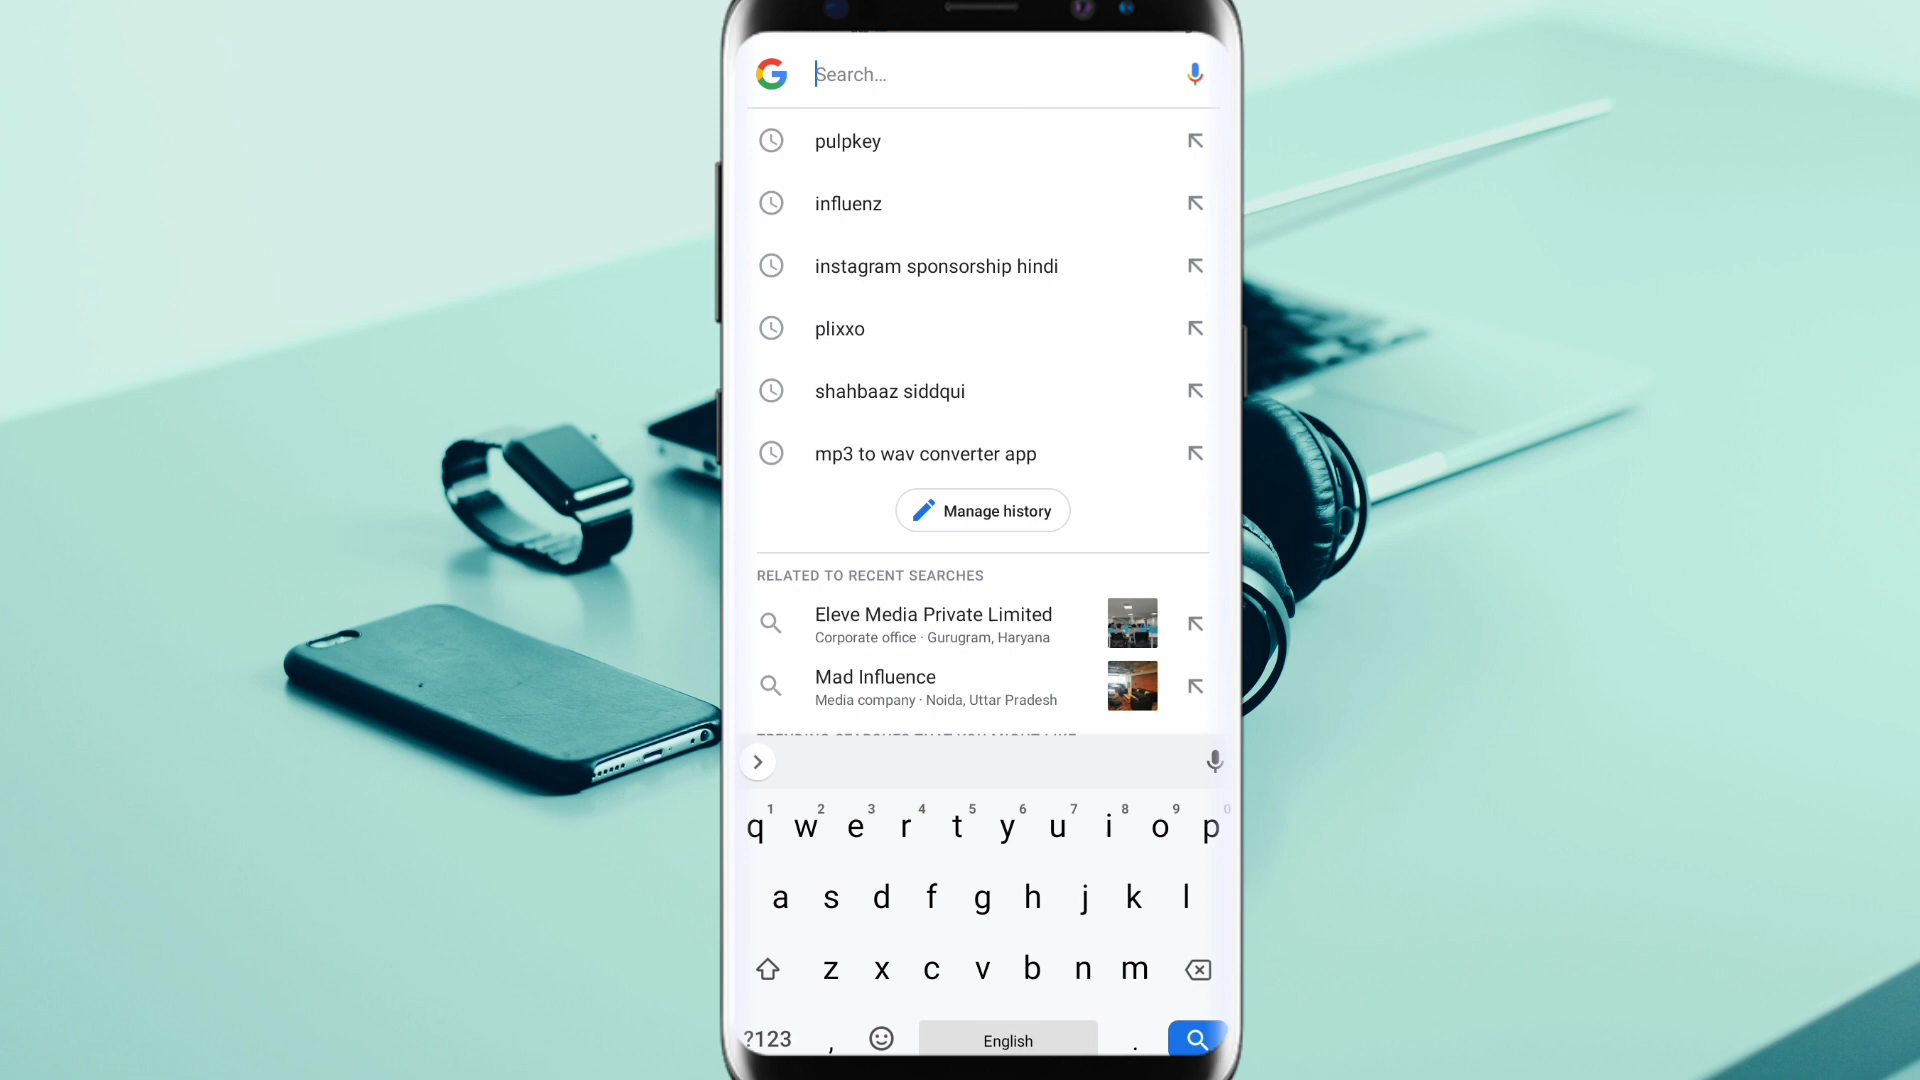 Search...
pulpkey
influenz
instagram sponsorship hindi
plixxo
shahbaaz siddqui
mp3 to wav converter app
Manage history
RELATED TO RECENT SEARCHES
Eleve Media Private Limited
Corporate office · Gurugram, Haryana
Mad Influence
Media company · Noida, Uttar Pradesh
1 2 3 4 5 6 7 8 9 0
q w e r t y u i o p
a s d f g h j k l
z x c v b n m
?123 , English .